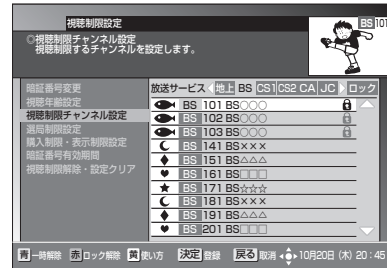 視聴制限設定
BS 101
◎視聴制限チャンネル設定
視聴制限するチャンネルを設定します。
暗証番号変更
視聴年齢設定
視聴制限チャンネル設定
選局制限設定
購入制限・表示制限設定
暗証番号有効期間
視聴制限解除・設定クリア
放送サービス 地上 BS CS1 CS2 CA JC ロック
BS 101 BS○○○
BS 102 BS○○○
BS 103 BS○○○
BS 141 BS×××
BS 151 BS△△△
BS 161 BS□□□
BS 171 BS☆☆☆
BS 181 BS×××
BS 191 BS△△△
BS 201 BS□□□
青 一時解除 赤 ロック解除 黄 使い方 決定 登録 戻る 取消 10月20日 (木) 20:45